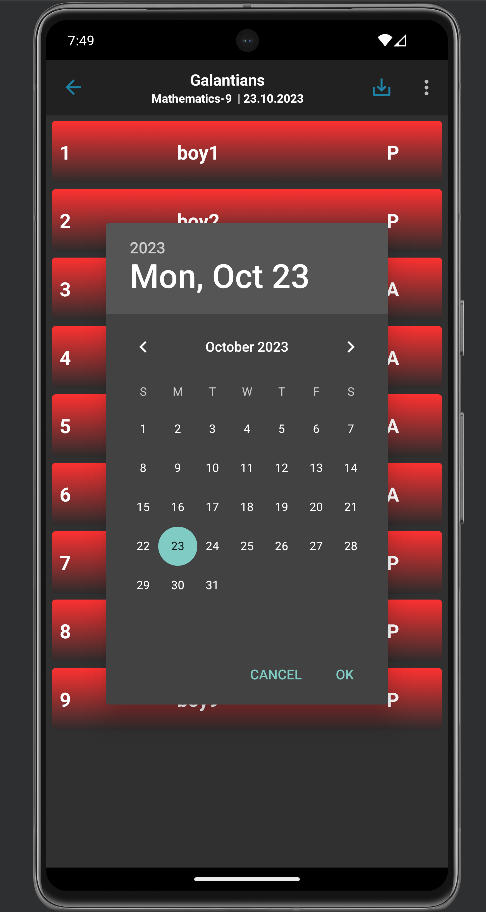 7:49
Galantians
Mathematics-9 | 23.10.2023
1 boy1 P
2 boy2 P
3 A
4 A
5 A
6 A
7 P
8 P
9 boy9 P
2023
Mon, Oct 23
October 2023
S M T W T F S
1 2 3 4 5 6 7
8 9 10 11 12 13 14
15 16 17 18 19 20 21
22 23 24 25 26 27 28
29 30 31
CANCEL OK